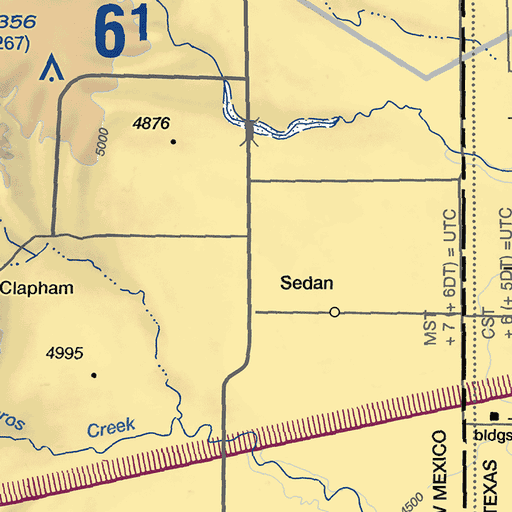 356
267)
61
4876
5000
Sedan
Clapham
MST
+ 7 (+ 6DT) = UTC
CST
+ 6 (+ 5DT) = UTC
4995
ros
Creek
bldgs
W MEXICO
TEXAS
4500